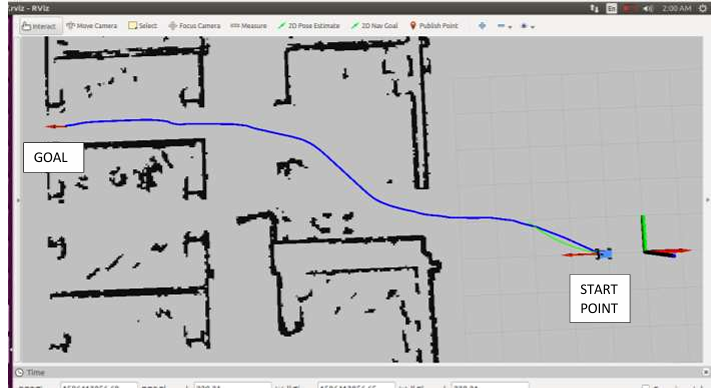 rviz - RViz
En
2:00 AM
Interact Move Camera Select Focus Camera Measure 2D Pose Estimate 2D Nav Goal Publish Point
GOAL
START
POINT
Time